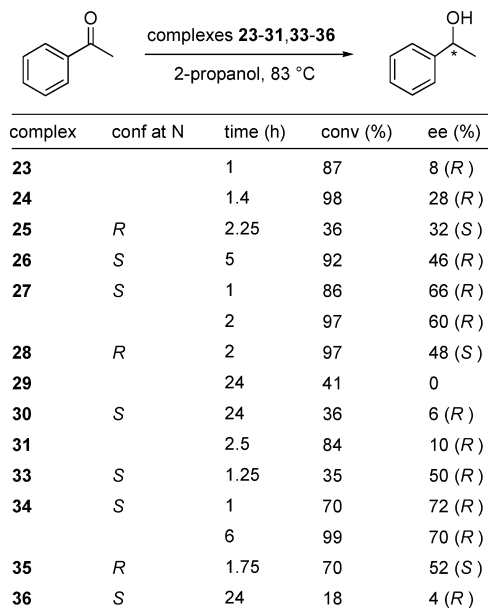 O
OH
complexes 23-31,33-36
*
2-propanol, 83 °C
complex conf at N time (h) conv (%) ee (%)
23 1 87 8 (R)
24 1.4 98 28 (R)
25 R 2.25 36 32 (S)
26 S 5 92 46 (R)
27 S 1 86 66 (R)
2 97 60 (R)
28 R 2 97 48 (S)
29 24 41 0
30 S 24 36 6 (R)
31 2.5 84 10 (R)
33 S 1.25 35 50 (R)
34 S 1 70 72 (R)
6 99 70 (R)
35 R 1.75 70 52 (S)
36 S 24 18 4 (R)